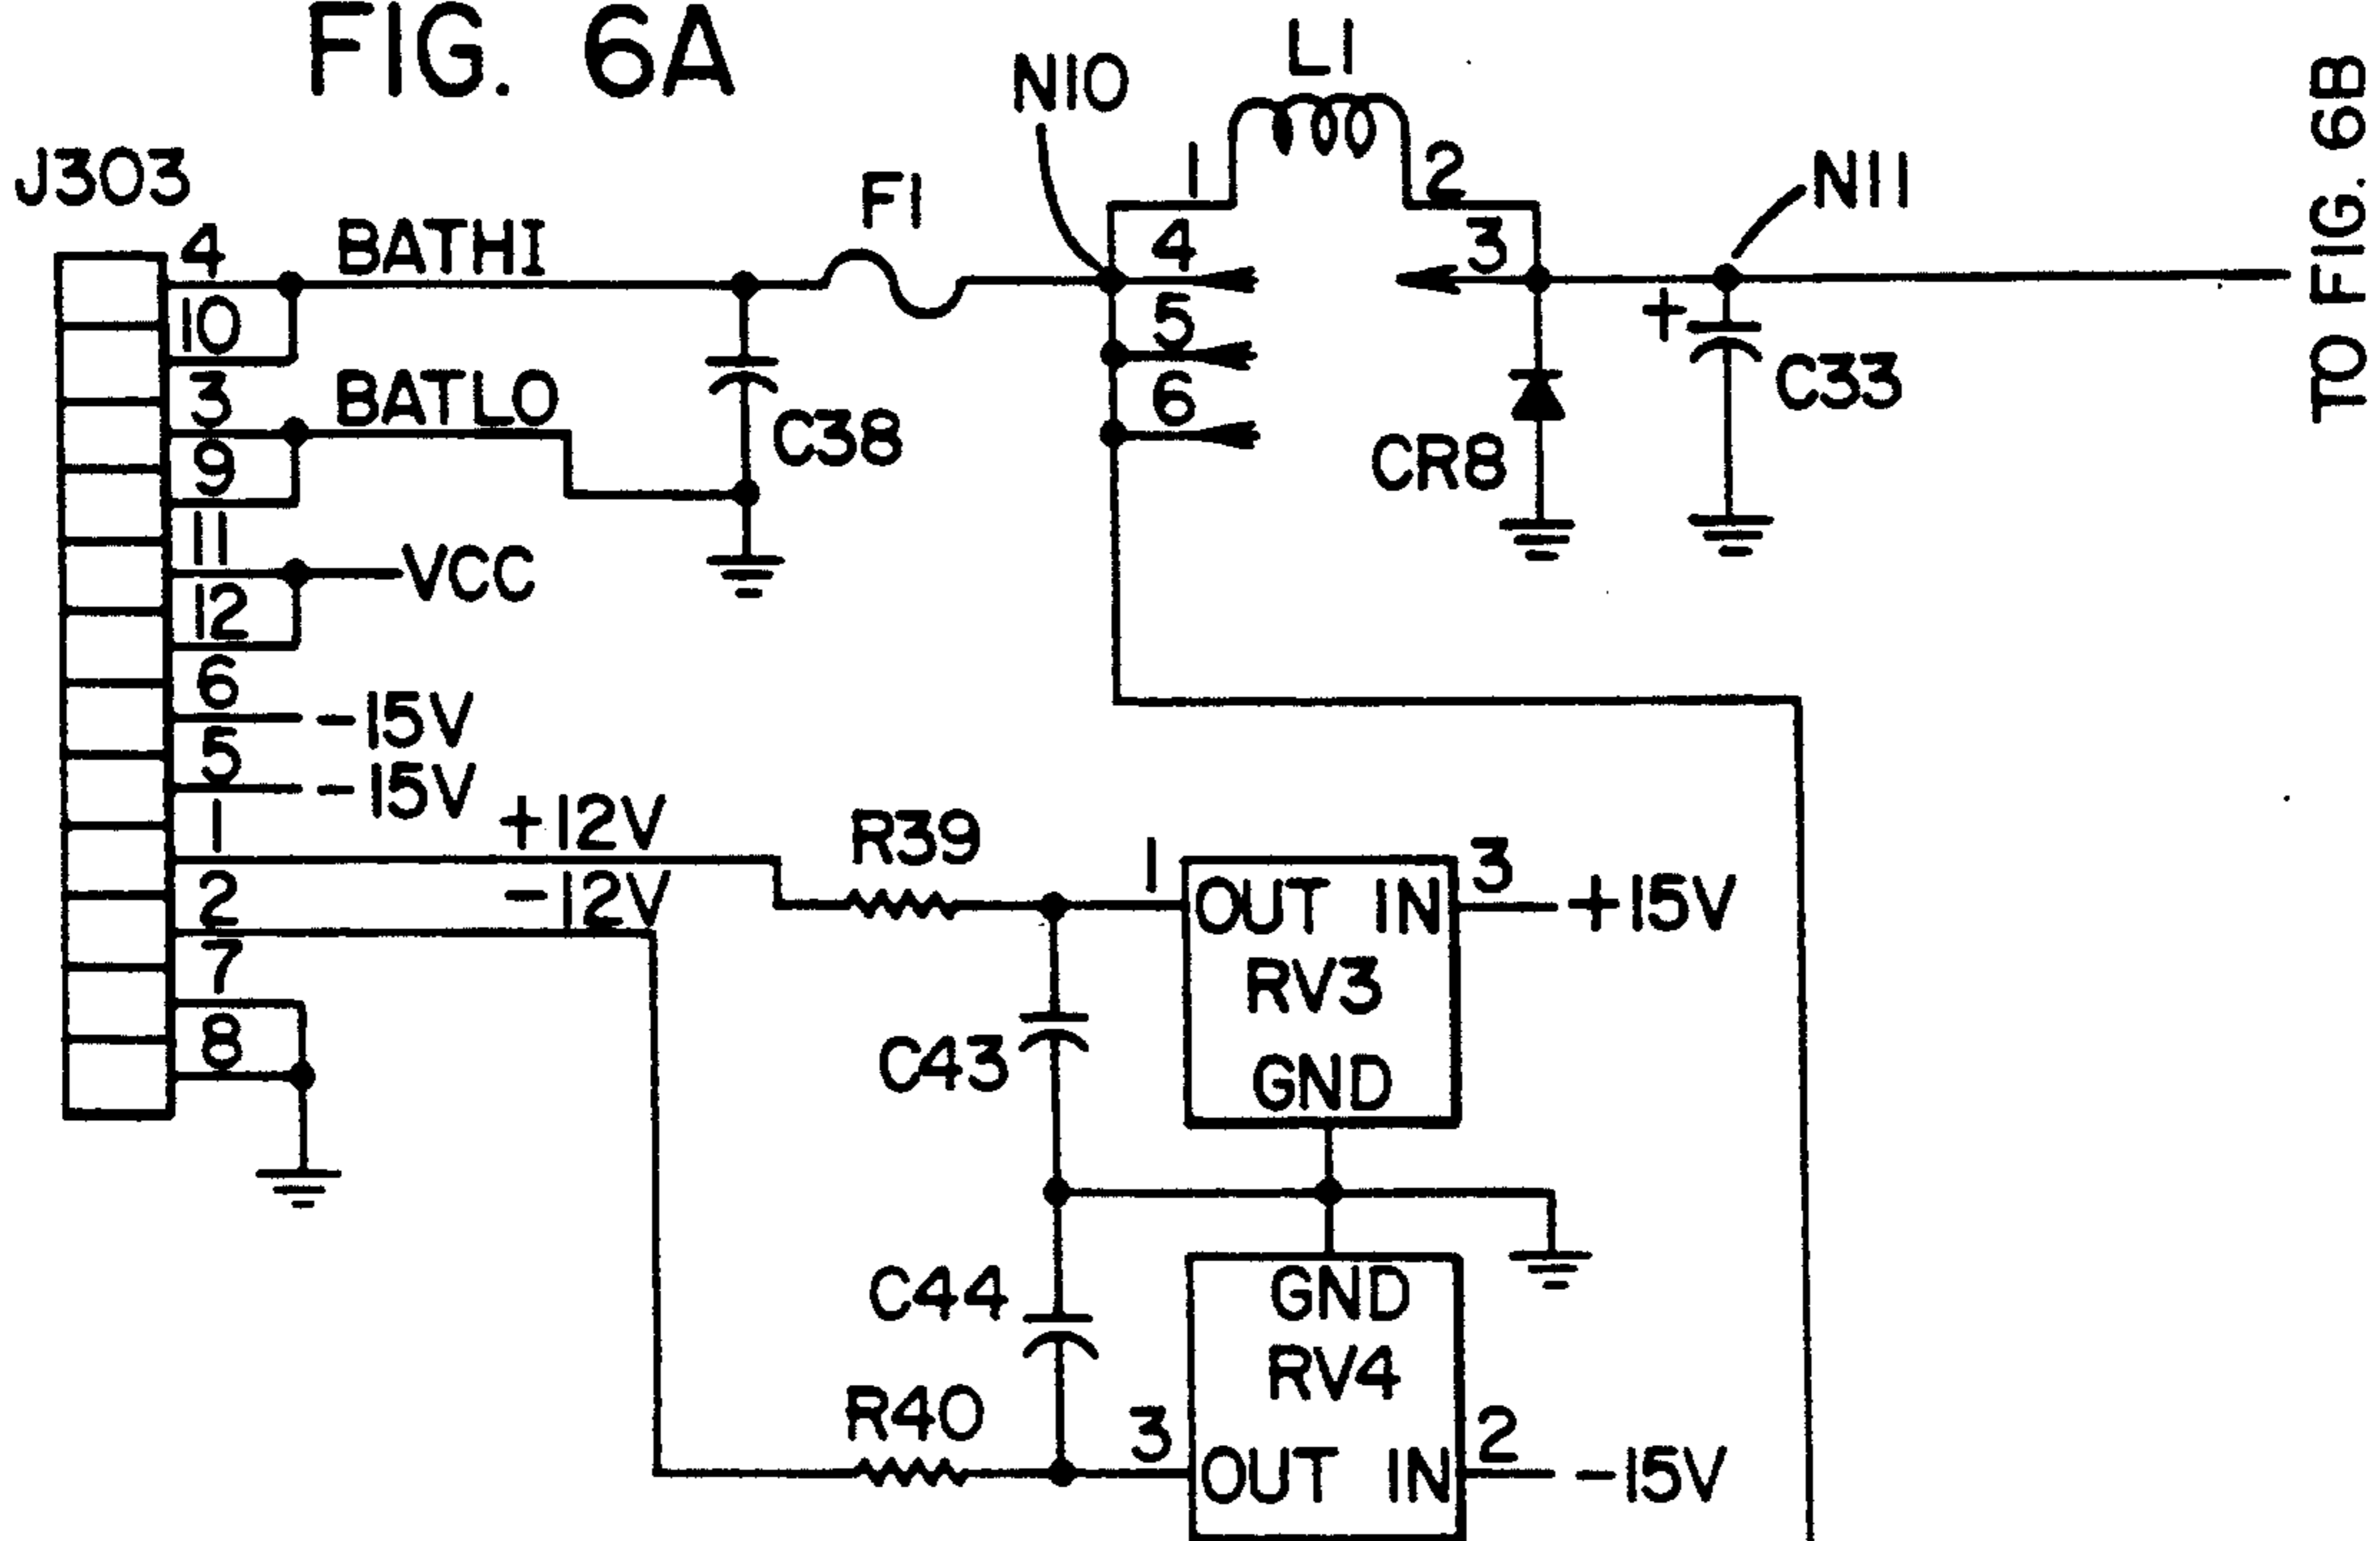 FIG. 6A
J303
4
BATHI
10
3
BATLO
9
11
VCC
12
6
-15V
5
-15V
1
+12V
2
-12V
7
8
C38
F1
N10
L1
1
2
4
3
5
6
N11
+
C33
CR8
TO FIG. 6B
R39
1
OUT IN
3
+15V
RV3
GND
C43
C44
GND
RV4
R40
3
OUT IN
2
-15V